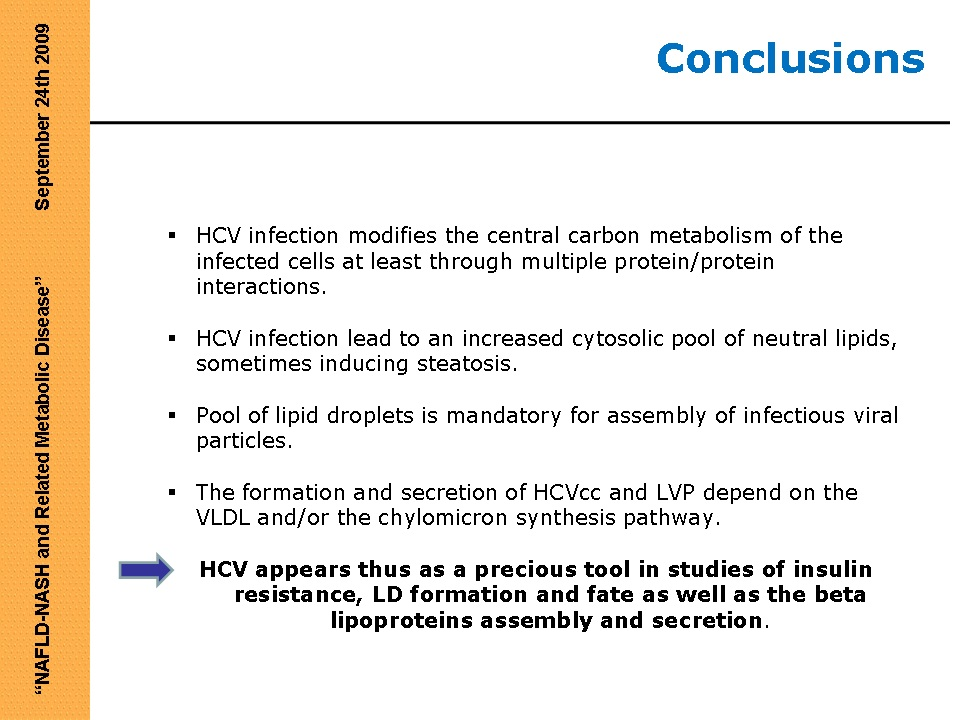 Conclusions
▪ HCV infection modifies the central carbon metabolism of the
infected cells at least through multiple protein/protein
interactions.
▪ HCV infection lead to an increased cytosolic pool of neutral lipids,
sometimes inducing steatosis.
▪ Pool of lipid droplets is mandatory for assembly of infectious viral
particles.
▪ The formation and secretion of HCVcc and LVP depend on the
VLDL and/or the chylomicron synthesis pathway.
HCV appears thus as a precious tool in studies of insulin
resistance, LD formation and fate as well as the beta
lipoproteins assembly and secretion.
“NAFLD-NASH and Related Metabolic Disease” September 24th 2009